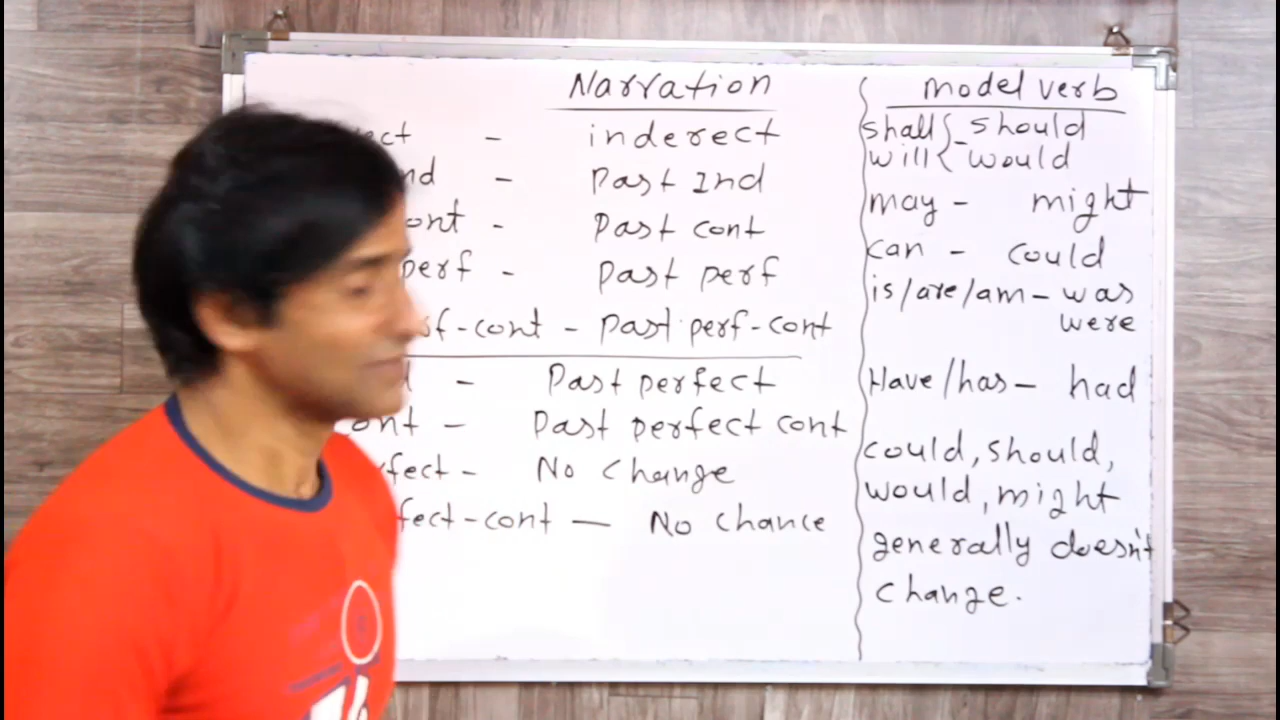 Narration
ect - inderect
nd - Past Ind
ont - Past cont
perf - Past perf
f-cont - Past perf-cont
- Past perfect
ont - Past perfect cont
fect - No change
fect-cont - No chance
model verb
shall - should
will - would
may - might
can - could
is/are/am - was
were
Have/has - had
could, should,
would, might
generally doesn't
change.